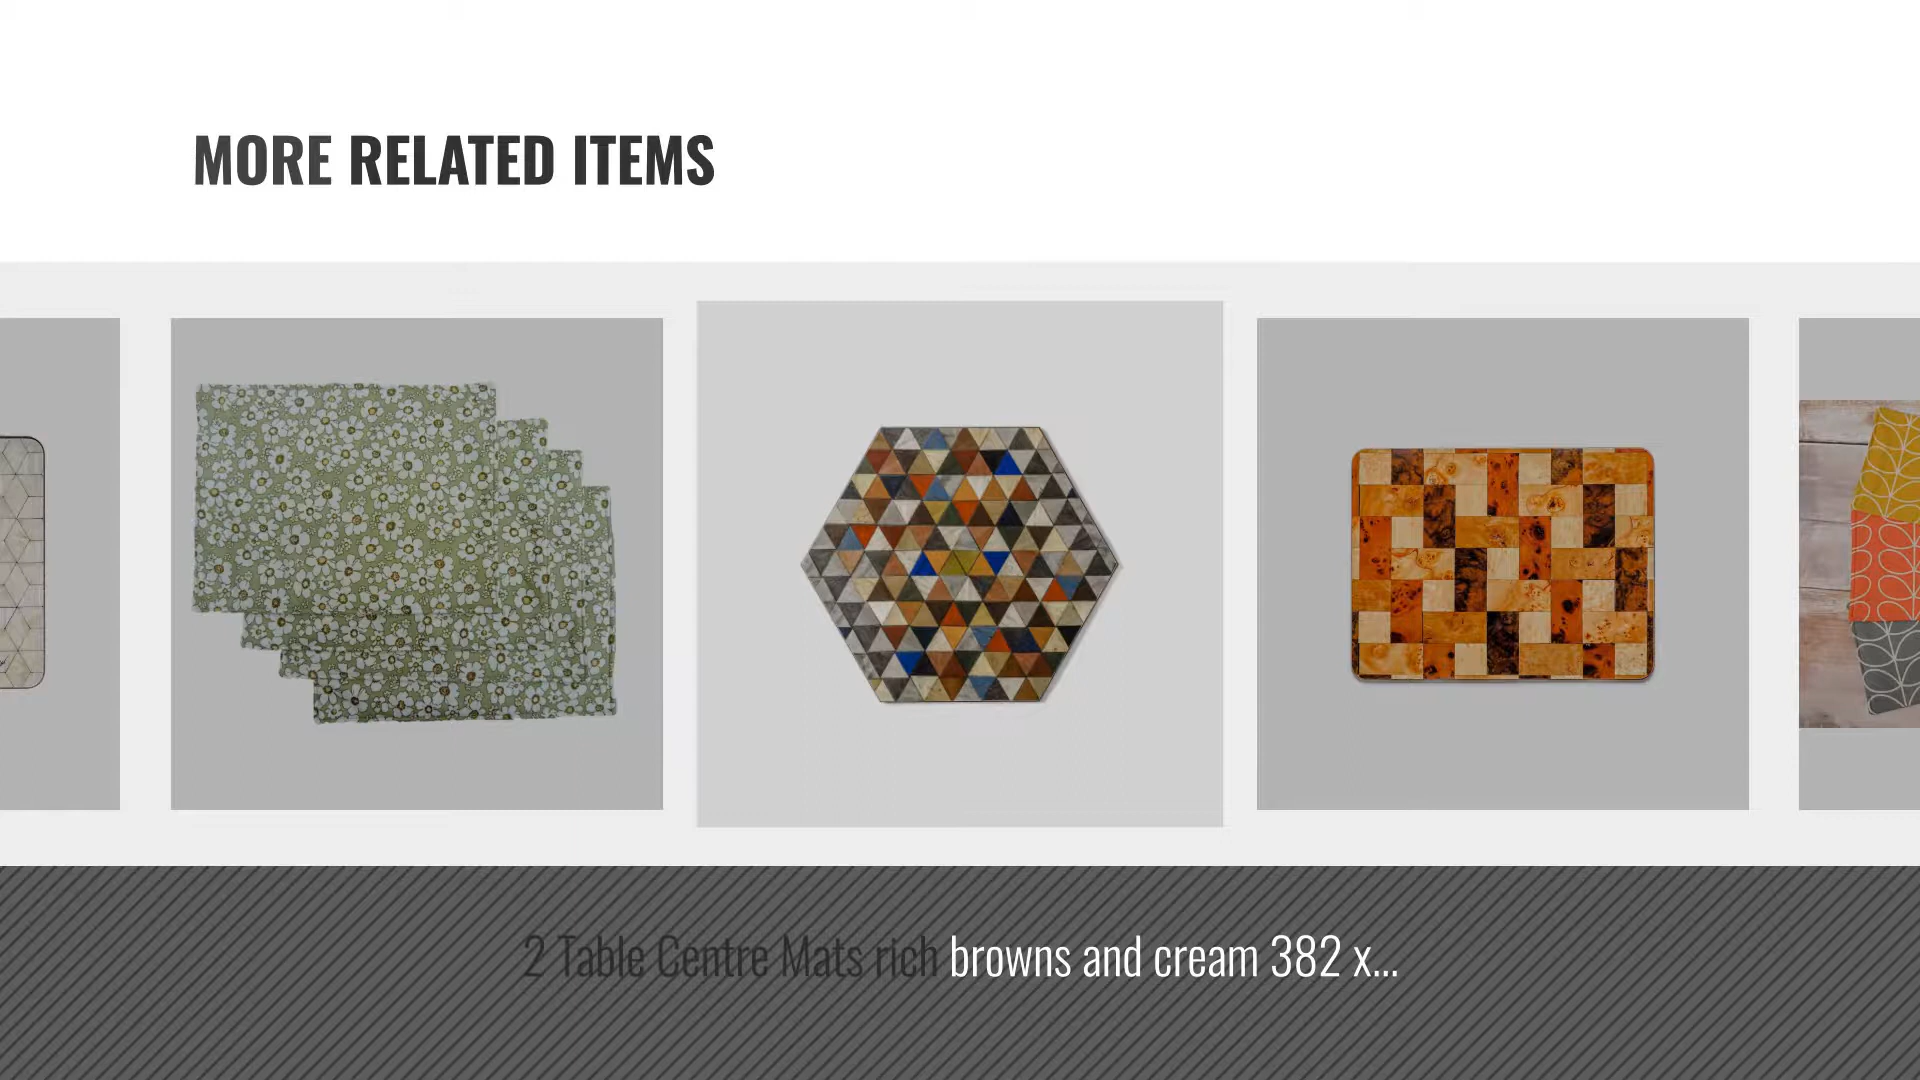 MORE RELATED ITEMS
2 Table Centre Mats rich browns and cream 382 x...